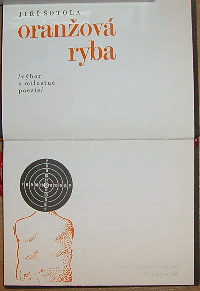 JIŘÍ ŠOTOLA
oranžová
ryba
/výbor
z milostné
poezie/